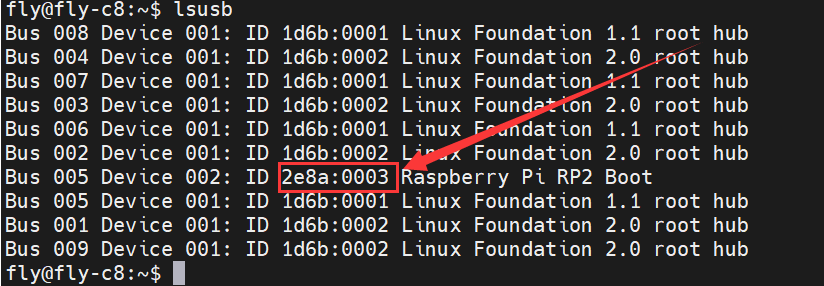 fly@fly-c8:~$ lsusb
Bus 008 Device 001: ID 1d6b:0001 Linux Foundation 1.1 root hub
Bus 004 Device 001: ID 1d6b:0002 Linux Foundation 2.0 root hub
Bus 007 Device 001: ID 1d6b:0001 Linux Foundation 1.1 root hub
Bus 003 Device 001: ID 1d6b:0002 Linux Foundation 2.0 root hub
Bus 006 Device 001: ID 1d6b:0001 Linux Foundation 1.1 root hub
Bus 002 Device 001: ID 1d6b:0002 Linux Foundation 2.0 root hub
Bus 005 Device 002: ID 2e8a:0003 Raspberry Pi RP2 Boot
Bus 005 Device 001: ID 1d6b:0001 Linux Foundation 1.1 root hub
Bus 001 Device 001: ID 1d6b:0002 Linux Foundation 2.0 root hub
Bus 009 Device 001: ID 1d6b:0002 Linux Foundation 2.0 root hub
fly@fly-c8:~$